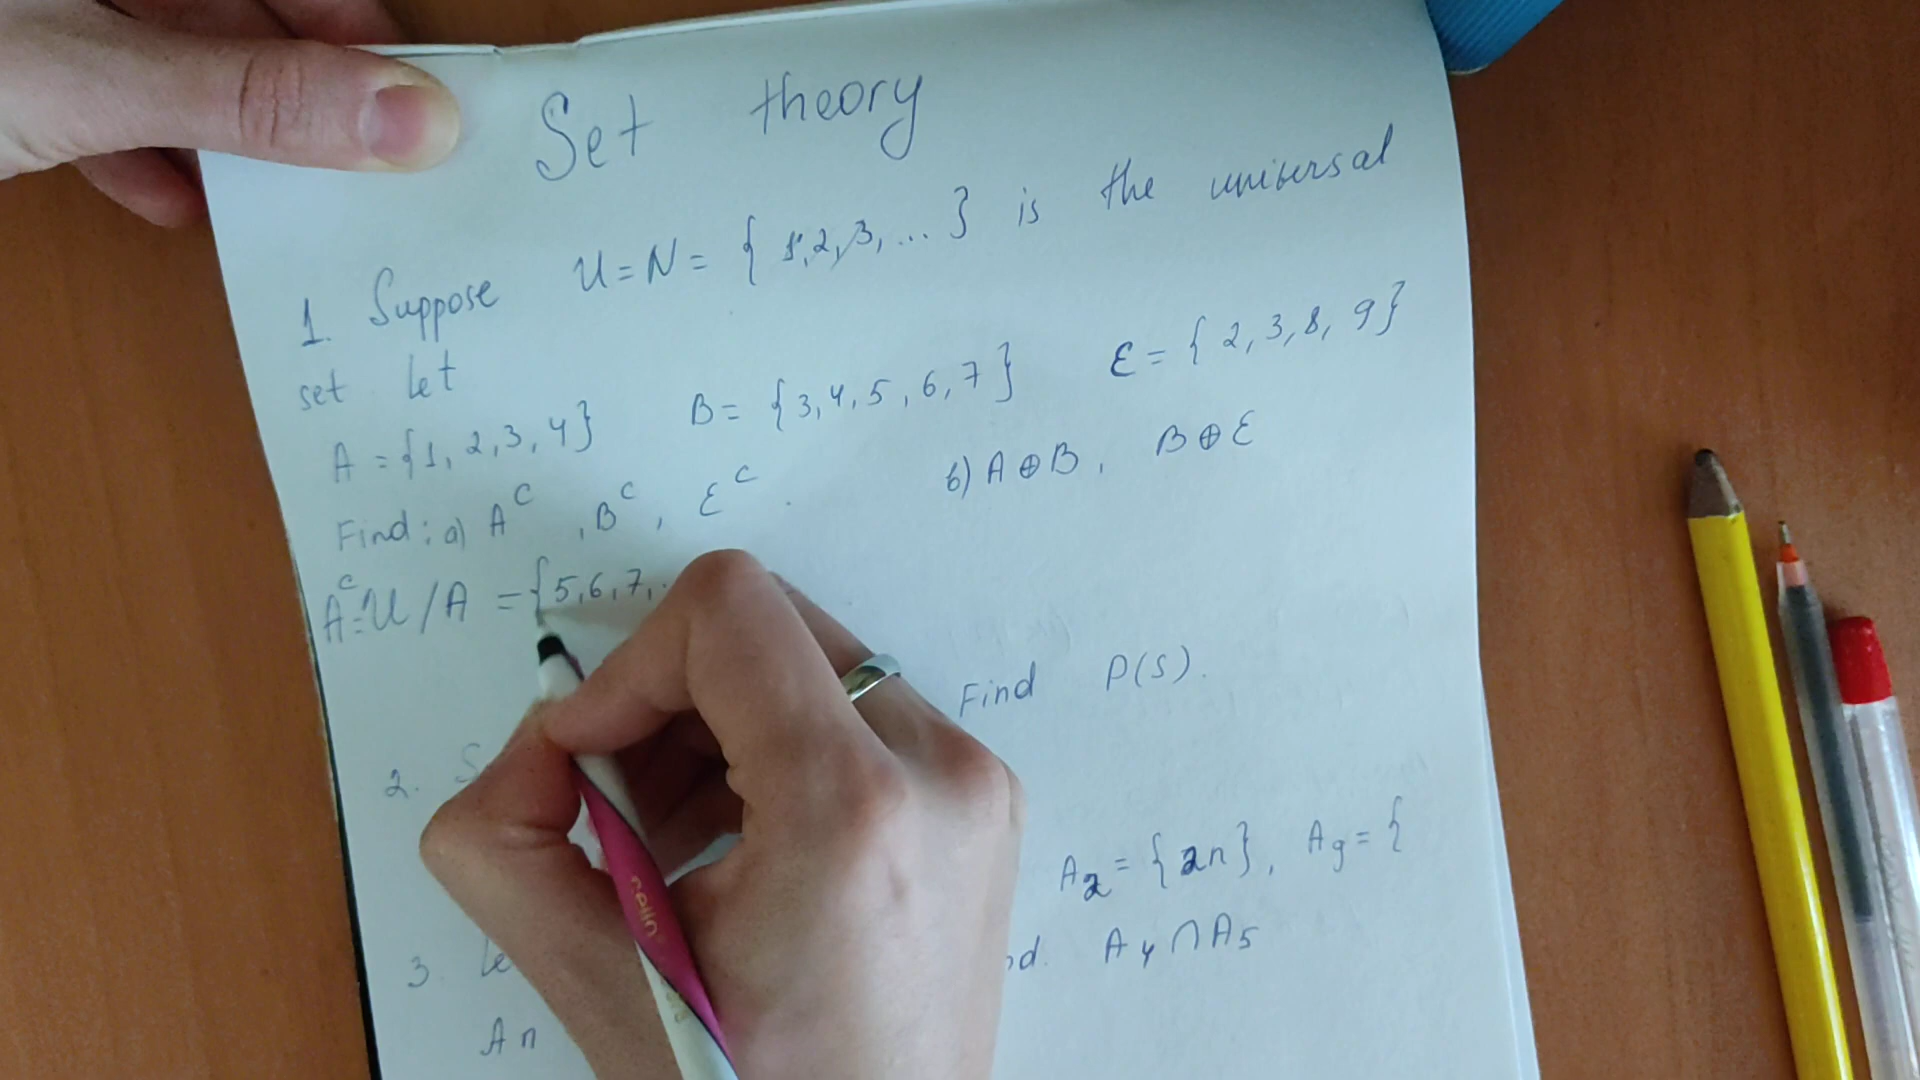 Set theory
1. Suppose U = N = { 1, 2, 3, ... } is the universal
set let
A = {1, 2, 3, 4} B = {3, 4, 5, 6, 7} Ɛ = { 2, 3, 8, 9}
Find: a) A^C, B^C, Ɛ^C. b) A ⊕ B, B ⊕ Ɛ
A^C = U / A = {5, 6, 7, .
2. S Find P(S).
A2 = {2n}, A9 = {
3. Le nd. A4 ∩ A5
An
cello